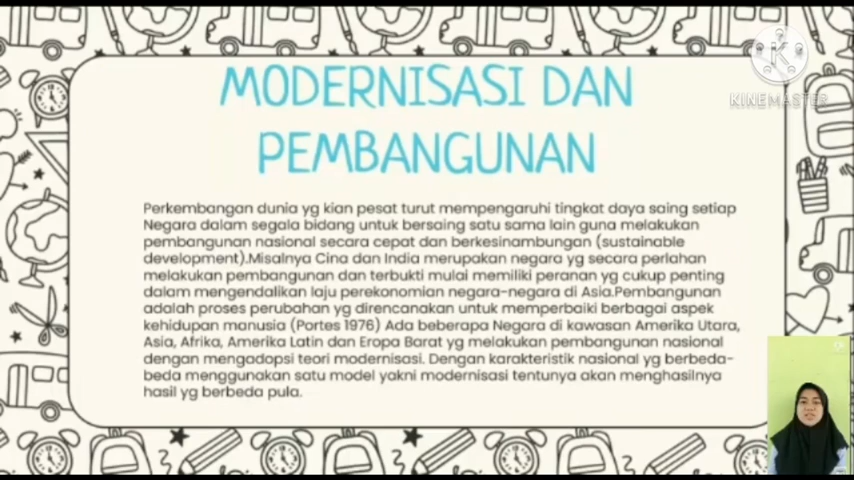 MODERNISASI DAN
PEMBANGUNAN
KINEMASTER
Perkembangan dunia yg kian pesat turut mempengaruhi tingkat daya saing setiap
Negara dalam segala bidang untuk bersaing satu sama lain guna melakukan
pembangunan nasional secara cepat dan berkesinambungan (sustainable
development).Misalnya Cina dan India merupakan negara yg secara perlahan
melakukan pembangunan dan terbukti mulai memiliki peranan yg cukup penting
dalam mengendalikan laju perekonomian negara-negara di Asia.Pembangunan
adalah proses perubahan yg direncanakan untuk memperbaiki berbagai aspek
kehidupan manusia (Portes 1976) Ada beberapa Negara di kawasan Amerika Utara,
Asia, Afrika, Amerika Latin dan Eropa Barat yg melakukan pembangunan nasional
dengan mengadopsi teori modernisasi. Dengan karakteristik nasional yg berbeda-
beda menggunakan satu model yakni modernisasi tentunya akan menghasilnya
hasil yg berbeda pula.